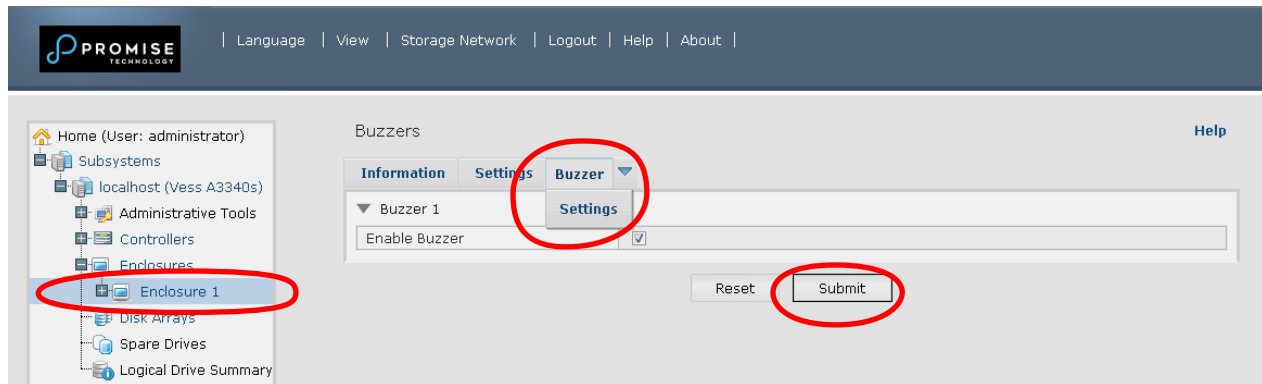 PROMISE
TECHNOLOGY
| Language | View | Storage Network | Logout | Help | About |
Home (User: administrator)
Subsystems
localhost (Vess A3340s)
Administrative Tools
Controllers
Enclosures
Enclosure 1
Disk Arrays
Spare Drives
Logical Drive Summary
Buzzers
Help
Information Settings Buzzer
Settings
Buzzer 1
Enable Buzzer
Reset Submit